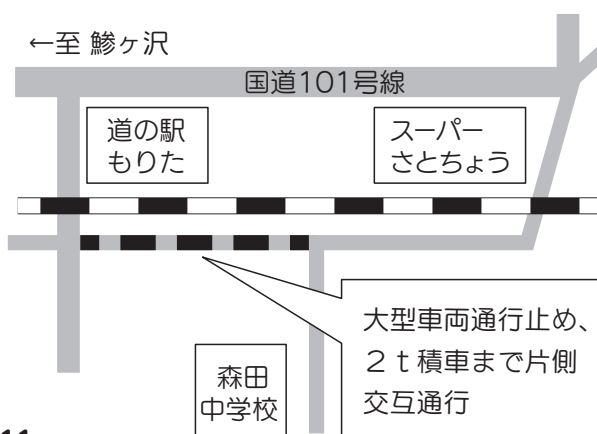 ←至 鰺ヶ沢
国道101号線
道の駅
もりた
スーパー
さとちょう
大型車両通行止め、
２ｔ積車まで片側
交互通行
森田
中学校